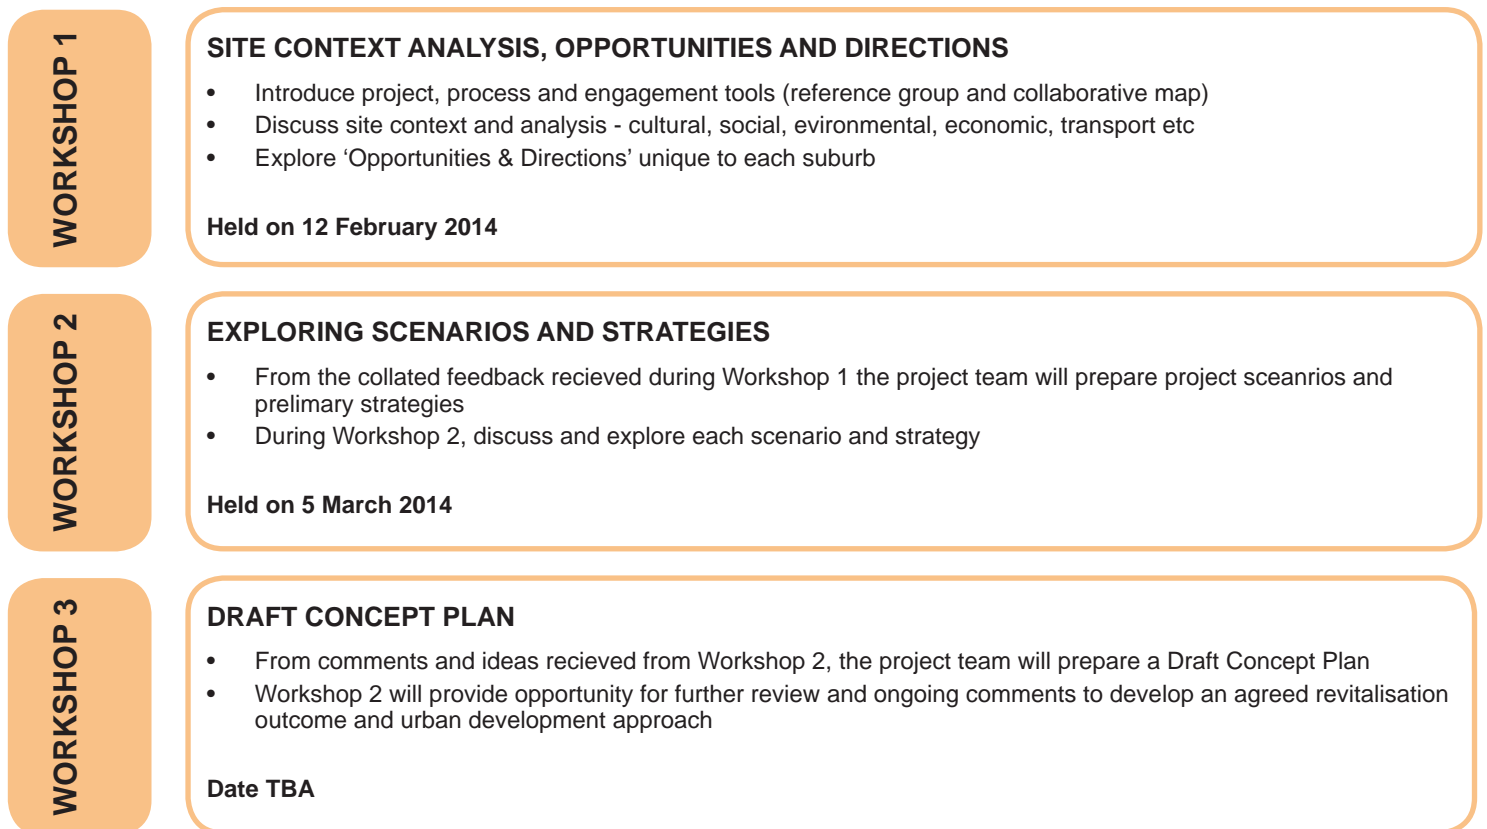 WORKSHOP 1
SITE CONTEXT ANALYSIS, OPPORTUNITIES AND DIRECTIONS
• Introduce project, process and engagement tools (reference group and collaborative map)
• Discuss site context and analysis - cultural, social, evironmental, economic, transport etc
• Explore ‘Opportunities & Directions’ unique to each suburb
Held on 12 February 2014
WORKSHOP 2
EXPLORING SCENARIOS AND STRATEGIES
• From the collated feedback recieved during Workshop 1 the project team will prepare project sceanrios and
prelimary strategies
• During Workshop 2, discuss and explore each scenario and strategy
Held on 5 March 2014
WORKSHOP 3
DRAFT CONCEPT PLAN
• From comments and ideas recieved from Workshop 2, the project team will prepare a Draft Concept Plan
• Workshop 2 will provide opportunity for further review and ongoing comments to develop an agreed revitalisation
outcome and urban development approach
Date TBA